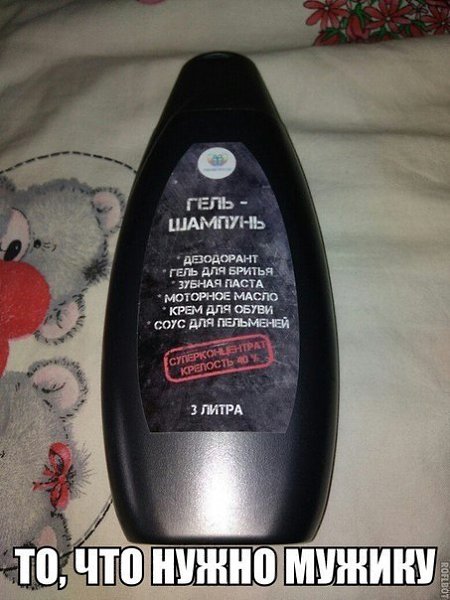 ГЕЛЬ -
ШАМПУНЬ
* ДЕЗОДОРАНТ
* ГЕЛЬ ДЛЯ БРИТЬЯ
* ЗУБНАЯ ПАСТА
* МОТОРНОЕ МАСЛО
* КРЕМ ДЛЯ ОБУВИ
* СОУС ДЛЯ ПЕЛЬМЕНЕЙ
СУПЕРКОНЦЕНТРАТ
КРЕПОСТЬ 40 %
3 ЛИТРА
ТО, ЧТО НУЖНО МУЖИКУ
ROFLBOT